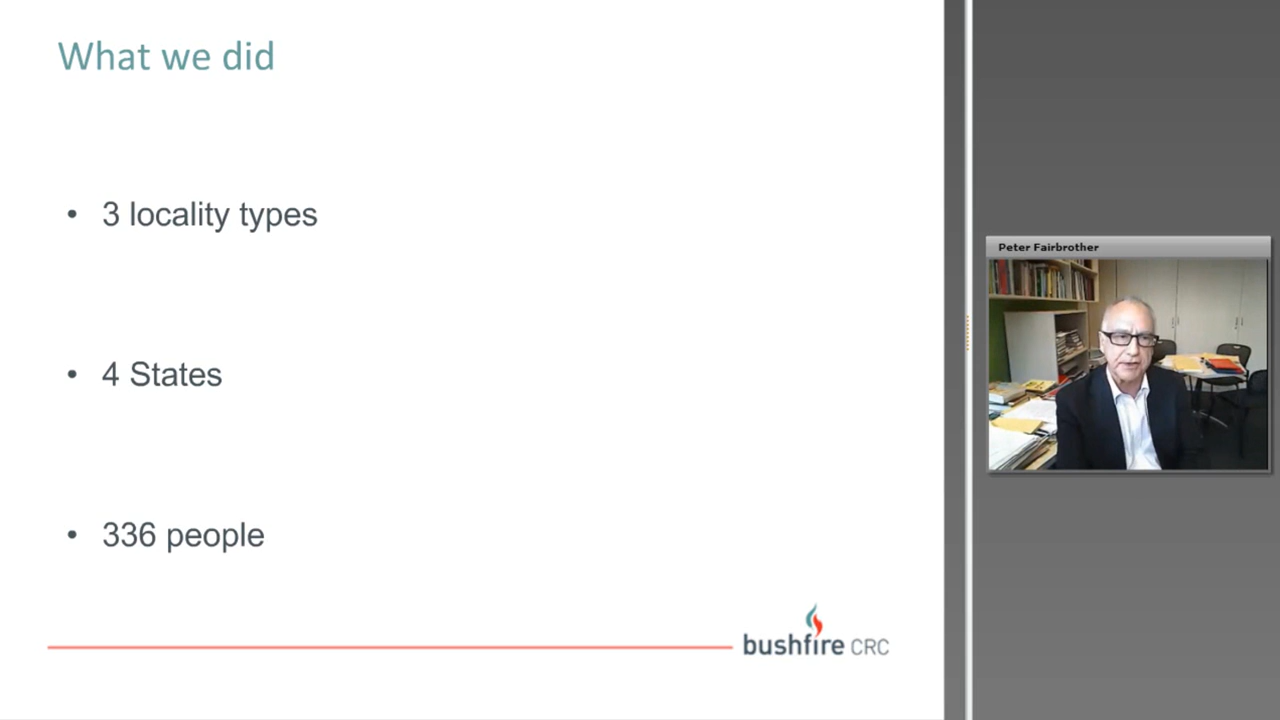 What we did
• 3 locality types
• 4 States
• 336 people
bushfire CRC
Peter Fairbrother